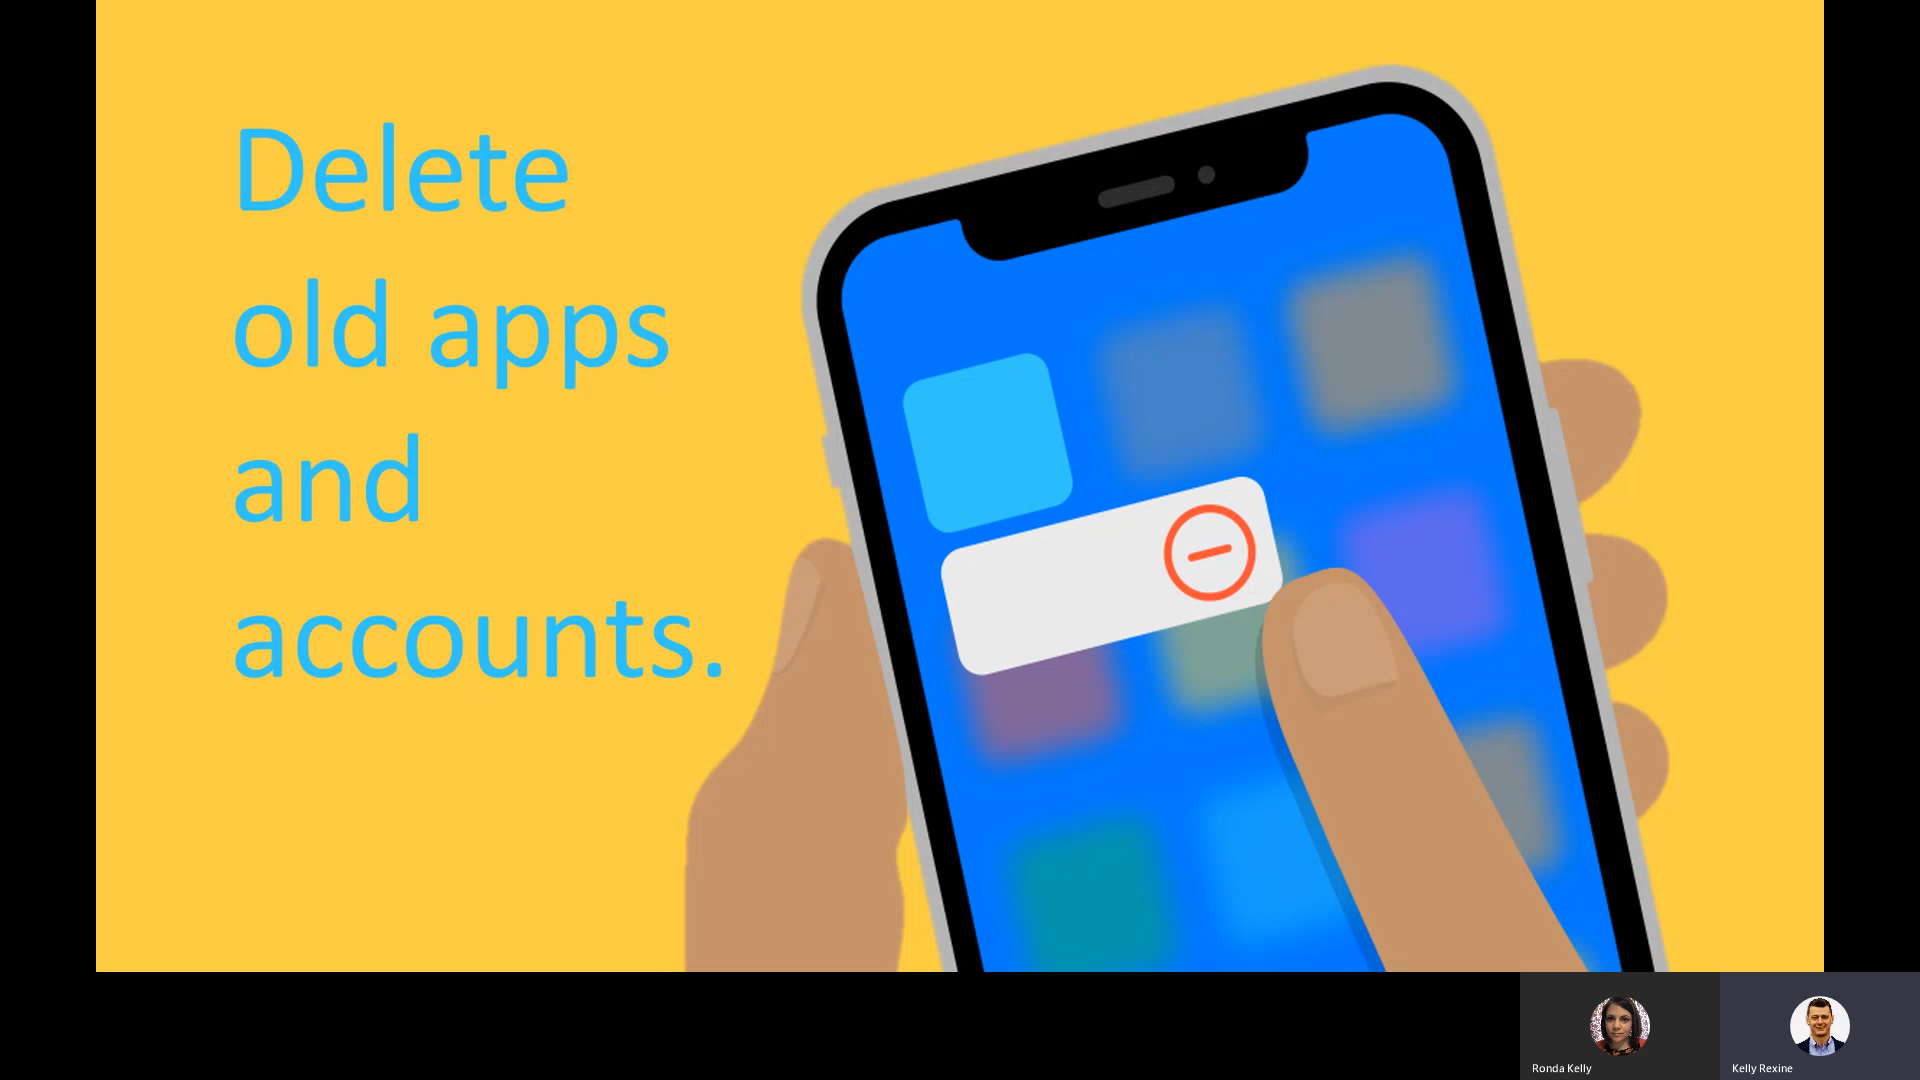 Delete
old apps
and
accounts.
Ronda Kelly
Kelly Rexine